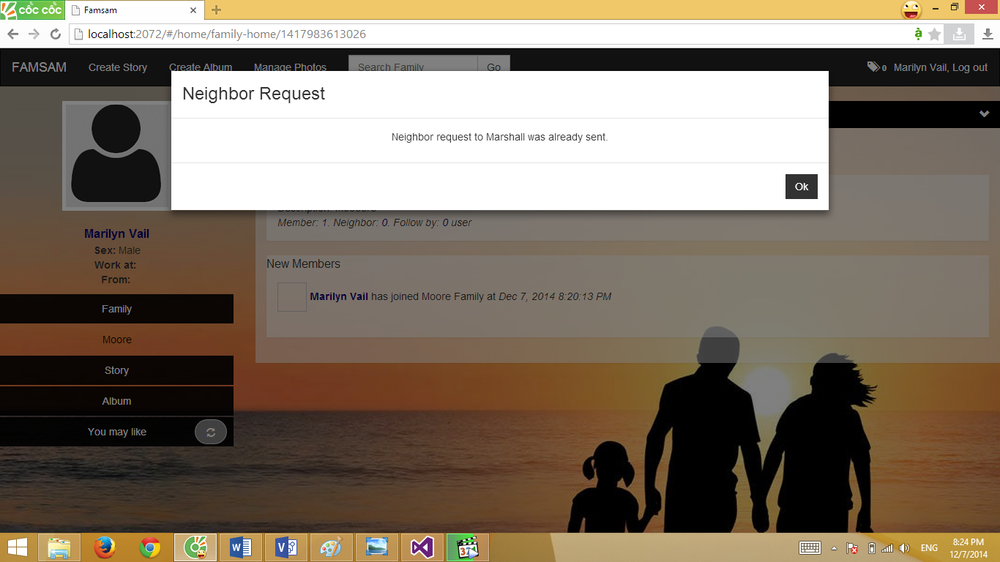 cốc cốc
Famsam
localhost:2072/#/home/family-home/1417983613026
FAMSAM
Create Story
Create Album
Manage Photos
Search Family
Go
0
Marilyn Vail, Log out
Neighbor Request
Neighbor request to Marshall was already sent.
Ok
Member: 1. Neighbor: 0. Follow by: 0 user
Marilyn Vail
Sex: Male
Work at:
From:
Family
Moore
Story
Album
You may like
New Members
Marilyn Vail has joined Moore Family at Dec 7, 2014 8:20:13 PM
ENG
8:24 PM
12/7/2014